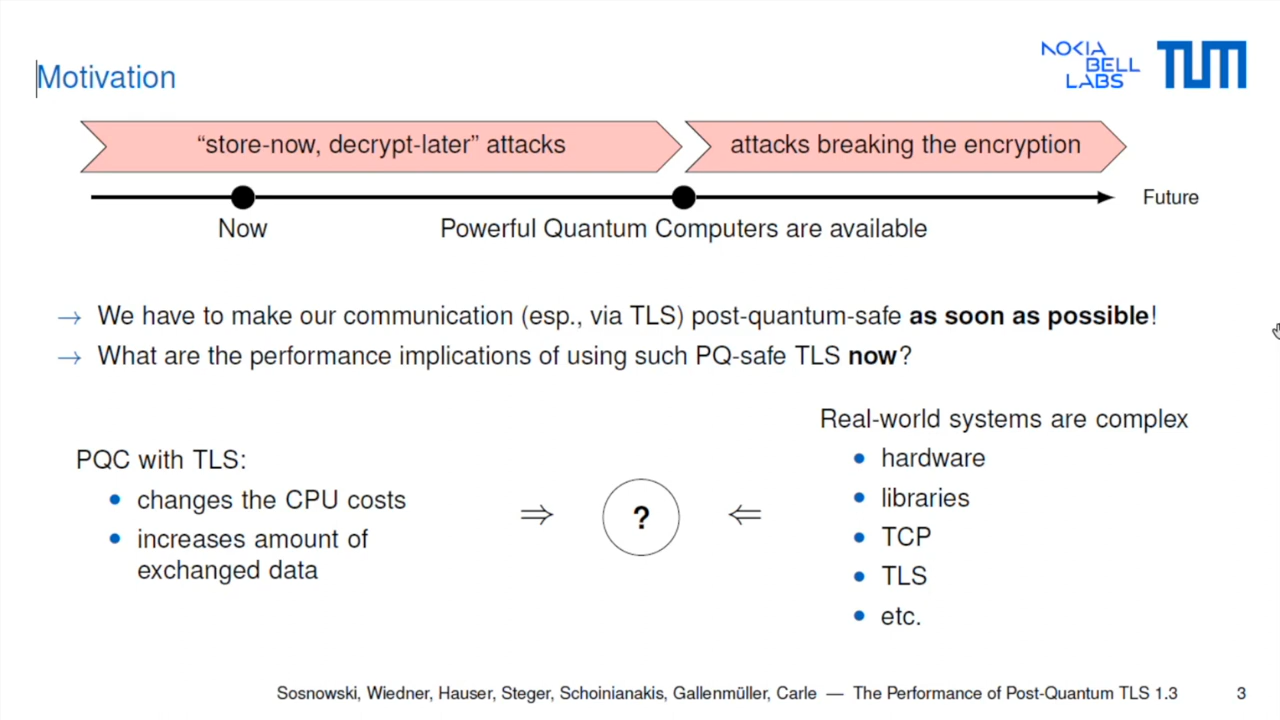 Motivation
NOKIA
BELL
LABS
TUM
“store-now, decrypt-later” attacks
attacks breaking the encryption
Future
Now
Powerful Quantum Computers are available
→ We have to make our communication (esp., via TLS) post-quantum-safe as soon as possible!
→ What are the performance implications of using such PQ-safe TLS now?
PQC with TLS:
• changes the CPU costs
• increases amount of
exchanged data
⇒
?
⇐
Real-world systems are complex
• hardware
• libraries
• TCP
• TLS
• etc.
Sosnowski, Wiedner, Hauser, Steger, Schoinianakis, Gallenmüller, Carle — The Performance of Post-Quantum TLS 1.3
3